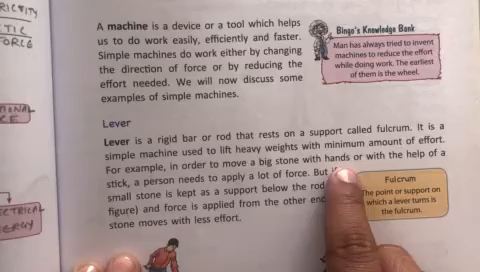 RICITY
TIC
FORCE
A machine is a device or a tool which helps
us to do work easily, efficiently and faster.
Simple machines do work either by changing
the direction of force or by reducing the
effort needed. We will now discuss some
examples of simple machines.
Bingo's Knowledge Bank
Man has always tried to invent
machines to reduce the effort
while doing work. The earliest
of them is the wheel.
Lever
Lever is a rigid bar or rod that rests on a support called fulcrum. It is a
simple machine used to lift heavy weights with minimum amount of effort.
For example, in order to move a big stone with hands or with the help of a
stick, a person needs to apply a lot of force. But
small stone is kept as a support below the rod
figure) and force is applied from the other
stone moves with less effort.
Fulcrum
The point or support on
which a lever turns is
the fulcrum.
ECTRICAL